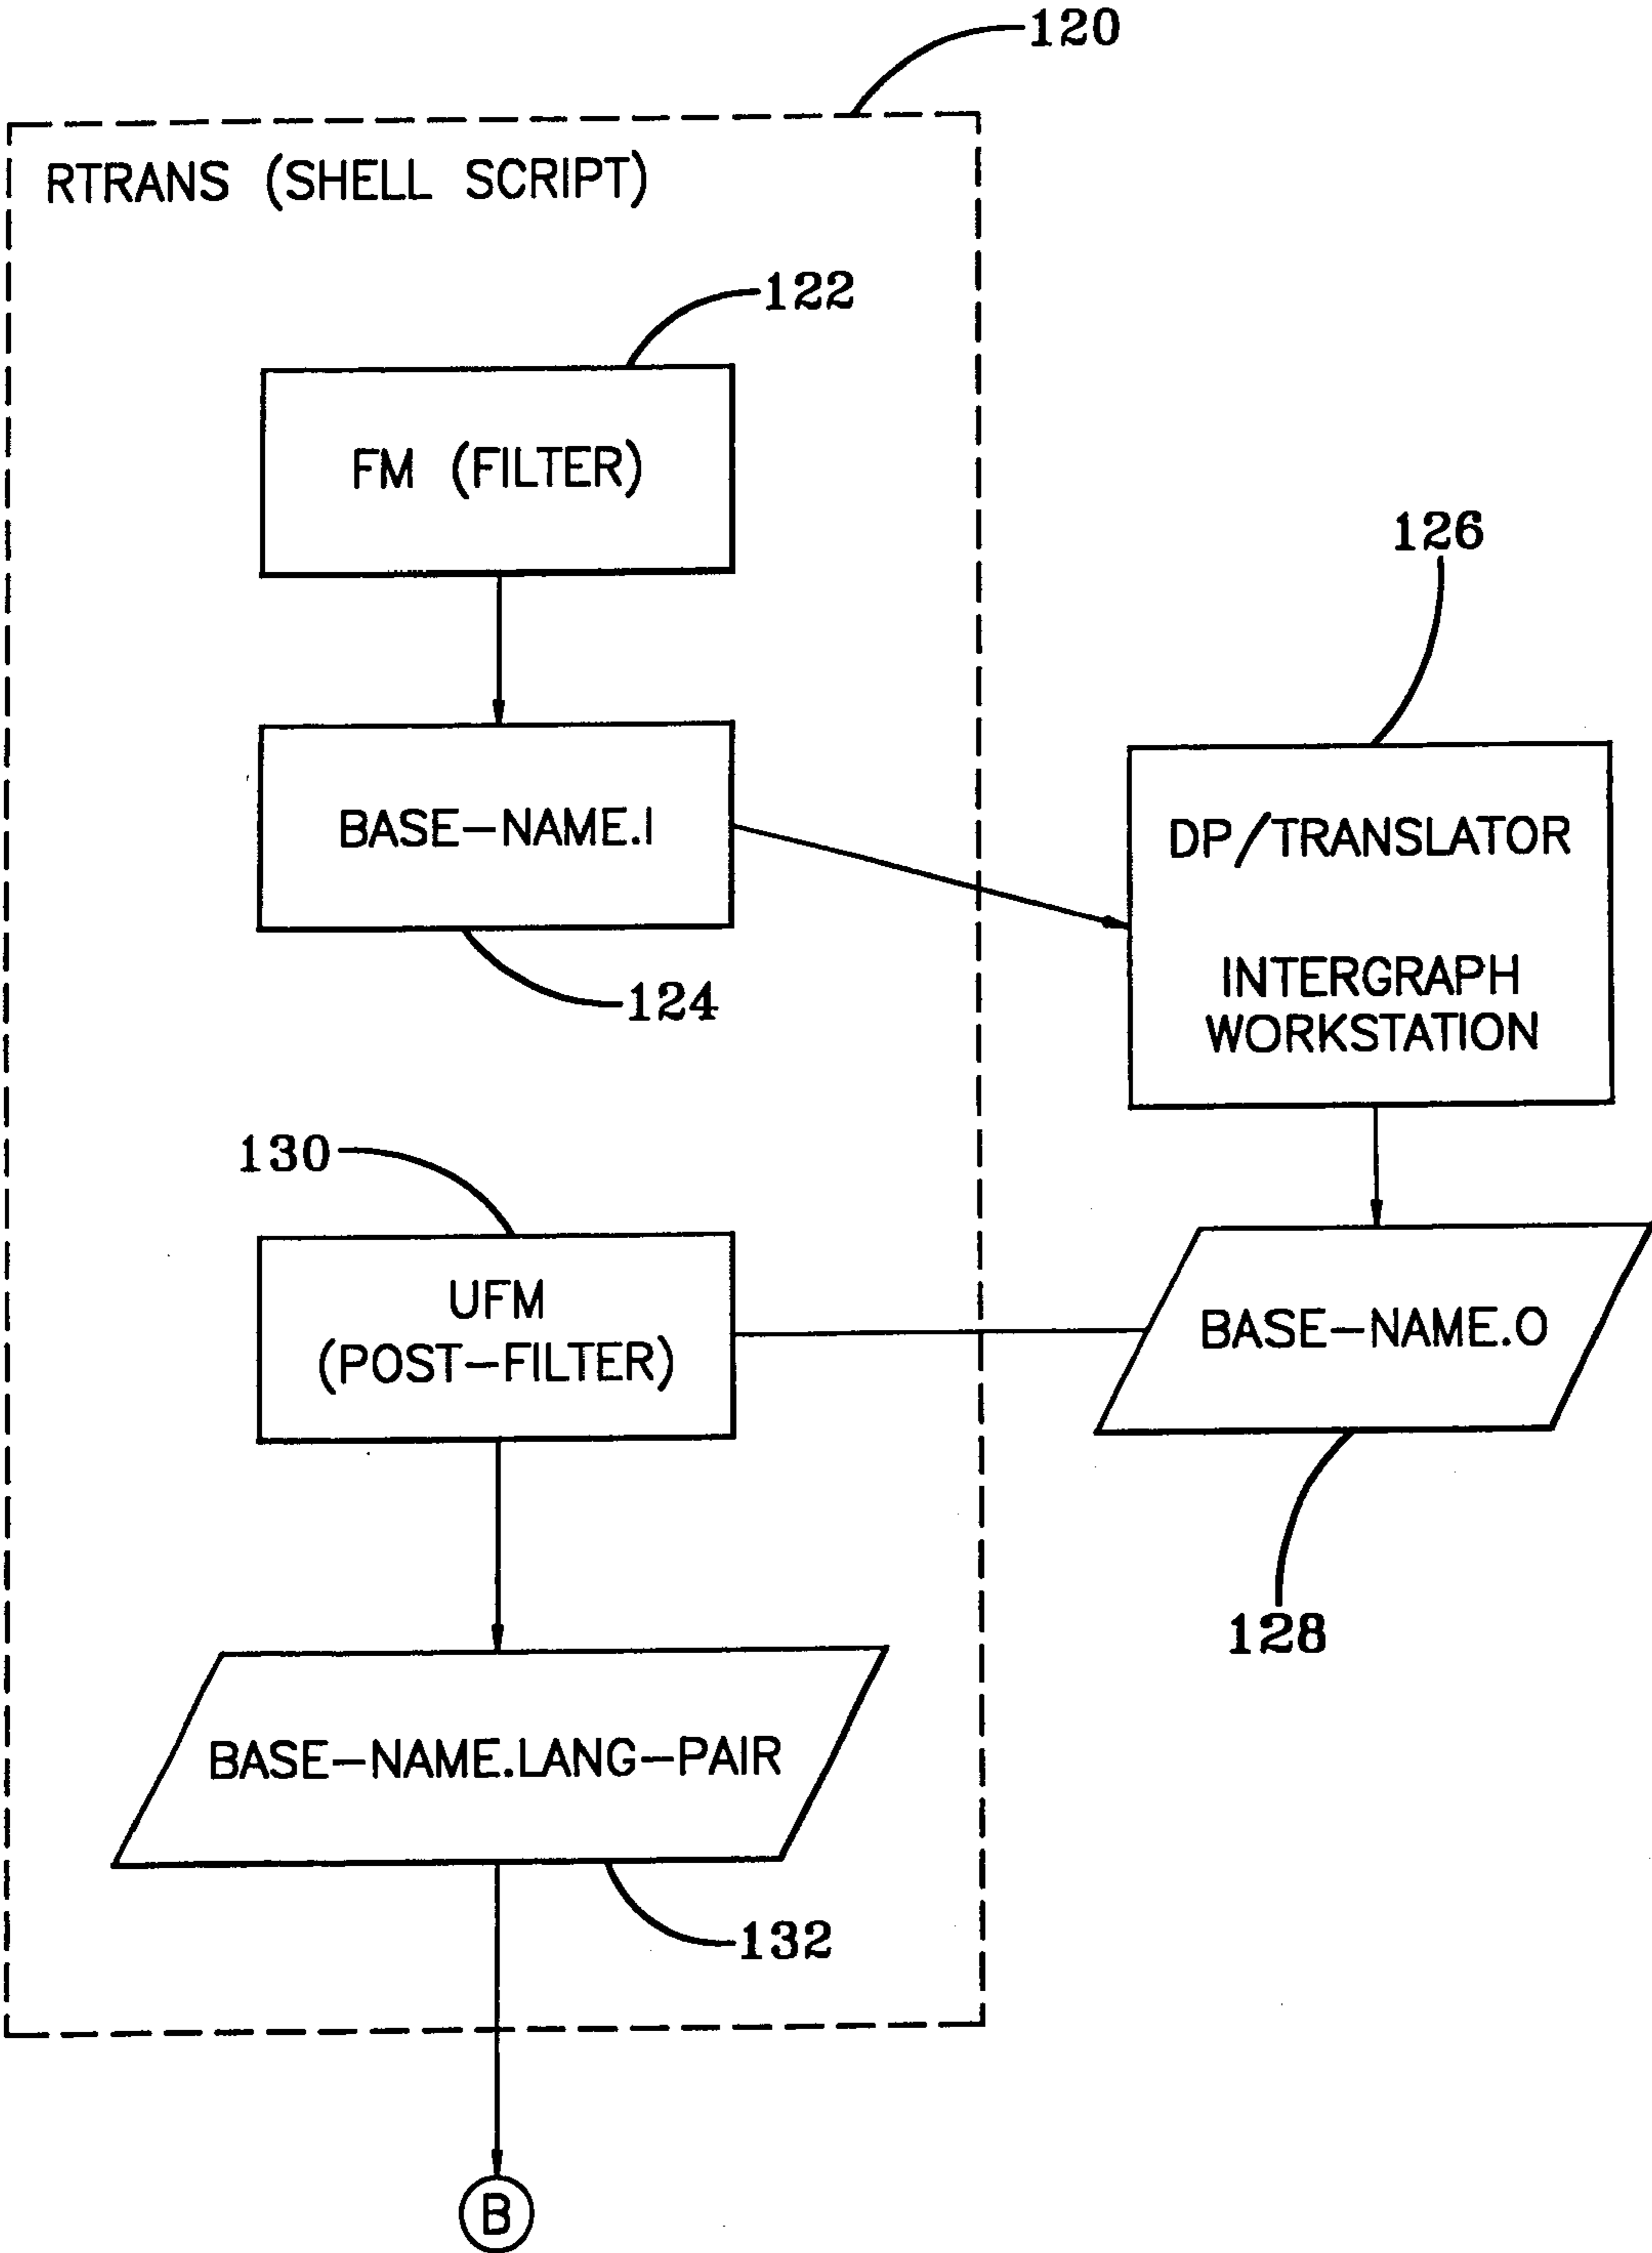 120
RTRANS (SHELL SCRIPT)
122
FM (FILTER)
126
BASE-NAME.I
DP/TRANSLATOR
INTERGRAPH
WORKSTATION
124
130
UFM
(POST-FILTER)
BASE-NAME.O
128
BASE-NAME.LANG-PAIR
132
B